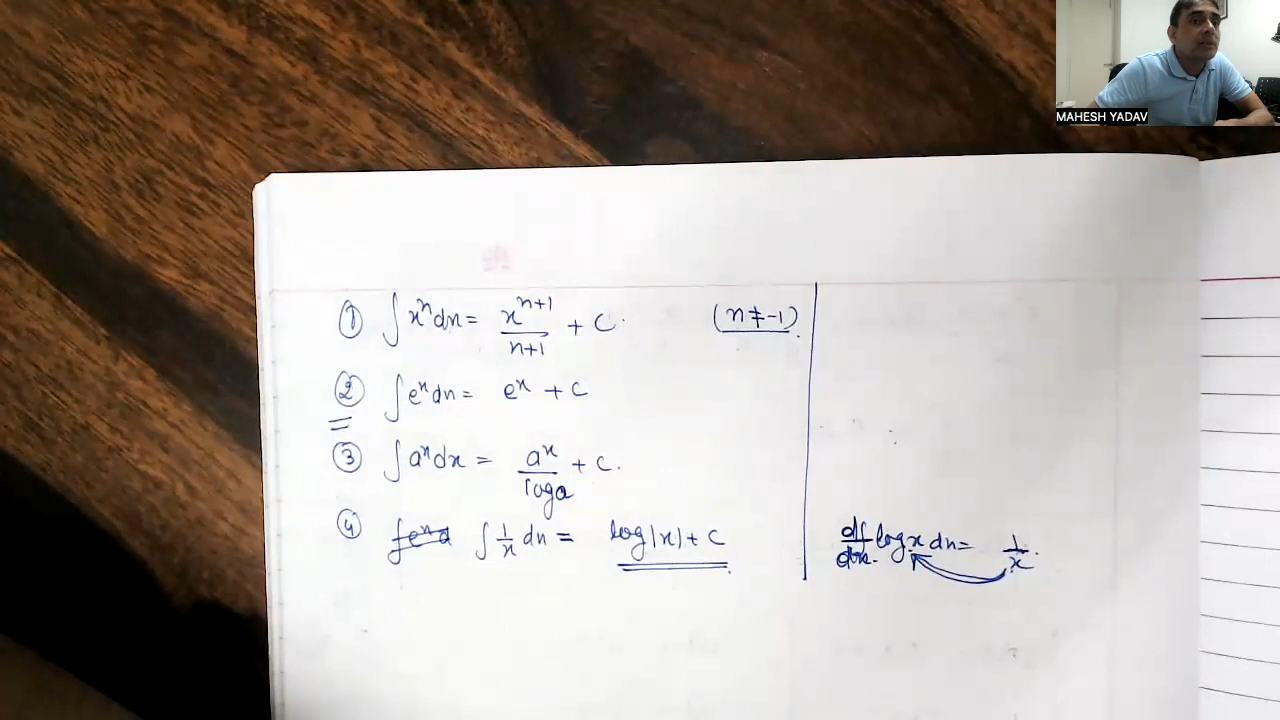 MAHESH YADAV
① ∫xⁿdx = xⁿ⁺¹/n+1 + C. (n ≠ -1)
② ∫eˣdx = eˣ + C
③ ∫aˣdx = aˣ/loga + C.
④ ∫1/x dx = log|x| + C
d/dx log x dx = 1/x.